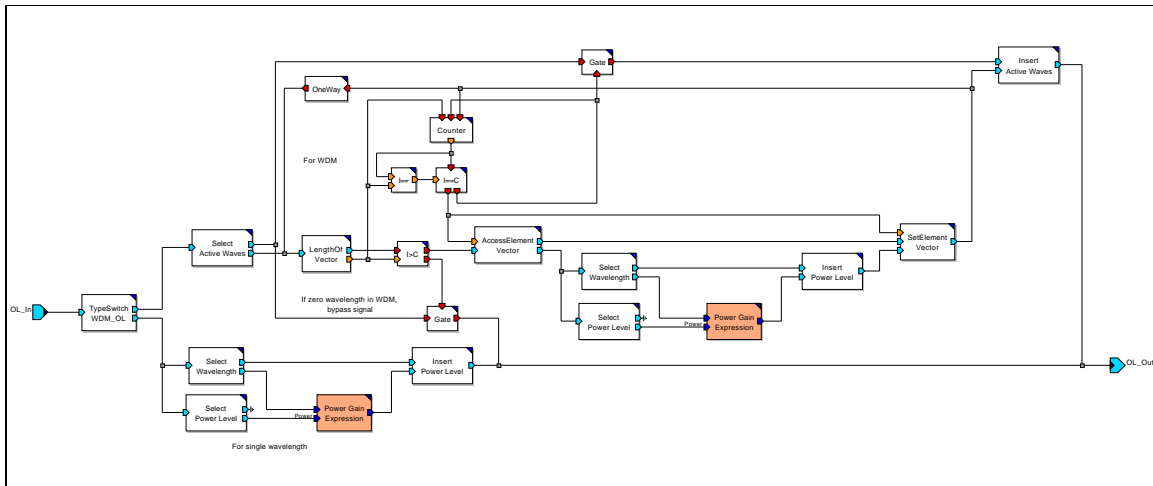 Gate
Insert
Active Waves
OneWay
Counter
For WDM
I==
I==C
Select
Active Waves
LengthOf
Vector
I>C
AccessElement
Vector
SetElement
Vector
Select
Wavelength
Insert
Power Level
If zero wavelength in WDM,
bypass signal
Gate
Select
Power Level
Power
Power Gain
Expression
OL_In
TypeSwitch
WDM_OL
Select
Wavelength
Insert
Power Level
OL_Out
Select
Power Level
Power
Power Gain
Expression
For single wavelength